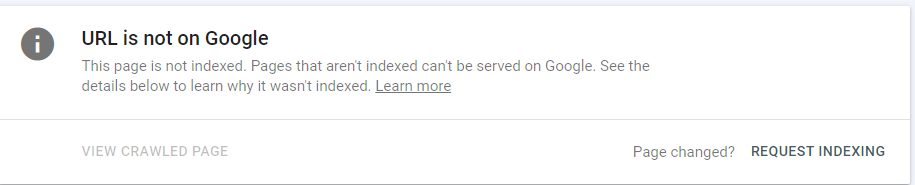 URL is not on Google
This page is not indexed. Pages that aren't indexed can't be served on Google. See the
details below to learn why it wasn't indexed. Learn more
VIEW CRAWLED PAGE
Page changed? REQUEST INDEXING